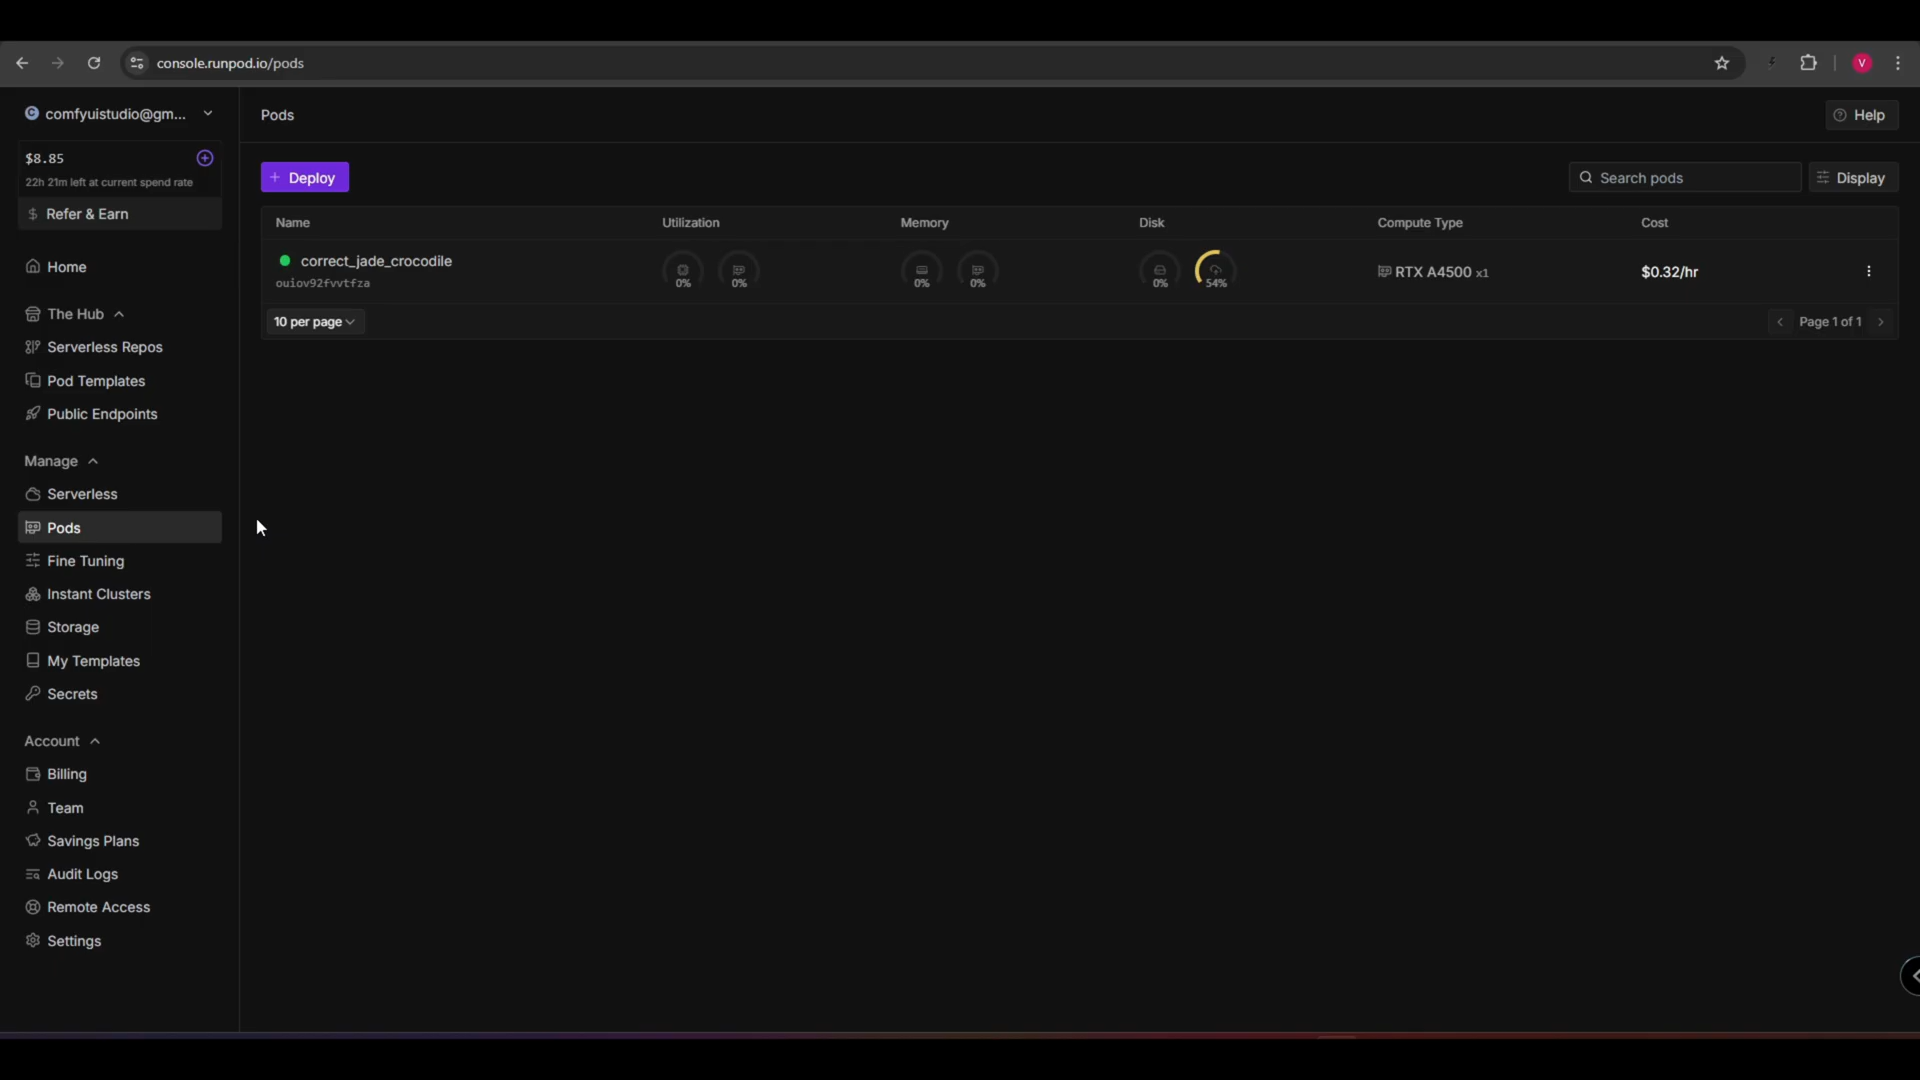 console.runpod.io/pods
V
C comfyuistudio@gm...
Pods
Help
$8.85
22h 21m left at current spend rate
$ Refer & Earn
+ Deploy
Search pods
Display
Name Utilization Memory Disk Compute Type Cost
correct_jade_crocodile
ouiov92fvvtfza
0% 0% 0% 0% 0% 54%
RTX A4500 x1
$0.32/hr
10 per page
Page 1 of 1
Home
The Hub
Serverless Repos
Pod Templates
Public Endpoints
Manage
Serverless
Pods
Fine Tuning
Instant Clusters
Storage
My Templates
Secrets
Account
Billing
Team
Savings Plans
Audit Logs
Remote Access
Settings